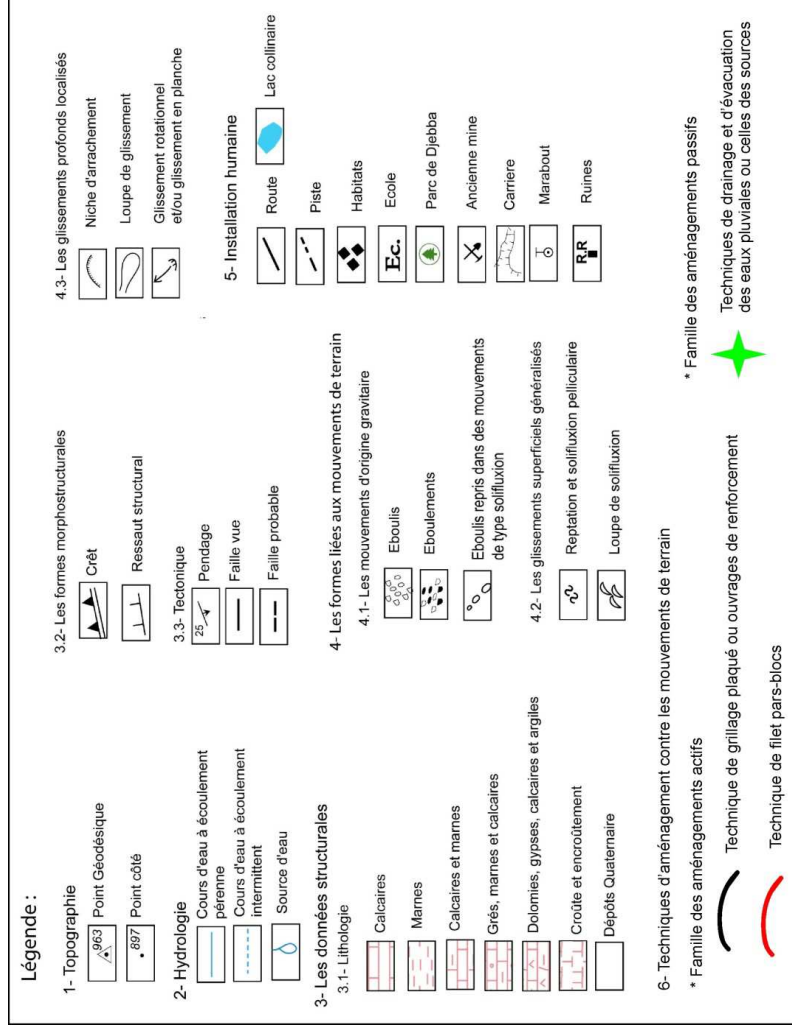 Légende :
1- Topographie
963 Point Géodésique
897 Point côté
2- Hydrologie
Cours d'eau à écoulement
pérenne
Cours d'eau à écoulement
intermittent
Source d'eau
3- Les données structurales
3.1- Lithologie
Calcaires
Marnes
Calcaires et marnes
Grés, marnes et calcaires
Dolomies, gypses, calcaires et argiles
Croûte et encroûtement
Dépôts Quaternaire
3.2- Les formes morphostructurales
Crêt
Ressaut structural
3.3- Tectonique
25 Pendage
Faille vue
Faille probable
4- Les formes liées aux mouvements de terrain
4.1- Les mouvements d'origine gravitaire
Eboulis
Eboulements
Eboulis repris dans des mouvements
de type solifluxion
4.2- Les glissements superficiels généralisés
Reptation et solifluxion pelliculaire
Loupe de solifluxion
4.3- Les glissements profonds localisés
Niche d'arrachement
Loupe de glissement
Glissement rotationnel
et/ou glissement en planche
5- Installation humaine
Route
Lac collinaire
Piste
Habitats
Ec. Ecole
Parc de Djebba
Ancienne mine
Carriere
Marabout
R.R Ruines
6- Techniques d'aménagement contre les mouvements de terrain
* Famille des aménagements actifs
Technique de grillage plaqué ou ouvrages de renforcement
Technique de filet pars-blocs
* Famille des aménagements passifs
Techniques de drainage et d'évacuation
des eaux pluviales ou celles des sources